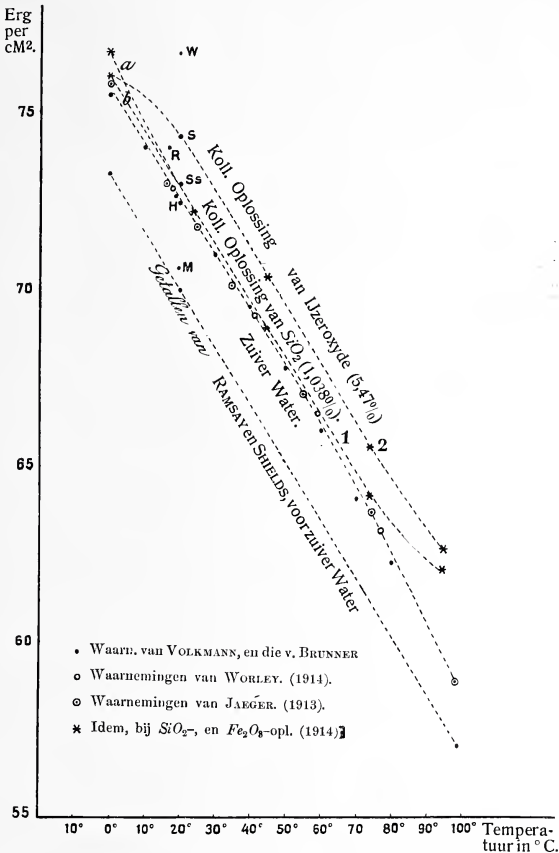 Erg
per
cM².
75
70
65
60
55
a
b
W
S
R
Ss
H
M
Koll. Oplossing van IJzeroxyde (5,47%)
2
Koll. Oplossing van SiO₂ (1,038%).
1
Zuiver Water.
Getallen van RAMSAY en SHIELDS, voor zuiver Water
• Waarn. van VOLKMANN, en die v. BRUNNER
o Waarnemingen van WORLEY. (1914).
⊙ Waarnemingen van JAEGER. (1913).
* Idem, bij SiO₂-, en Fe₂O₃-opl. (1914)
10° 0° 10° 20° 30° 40° 50° 60° 70° 80° 90° 100° Tempera-
tuur in °C.